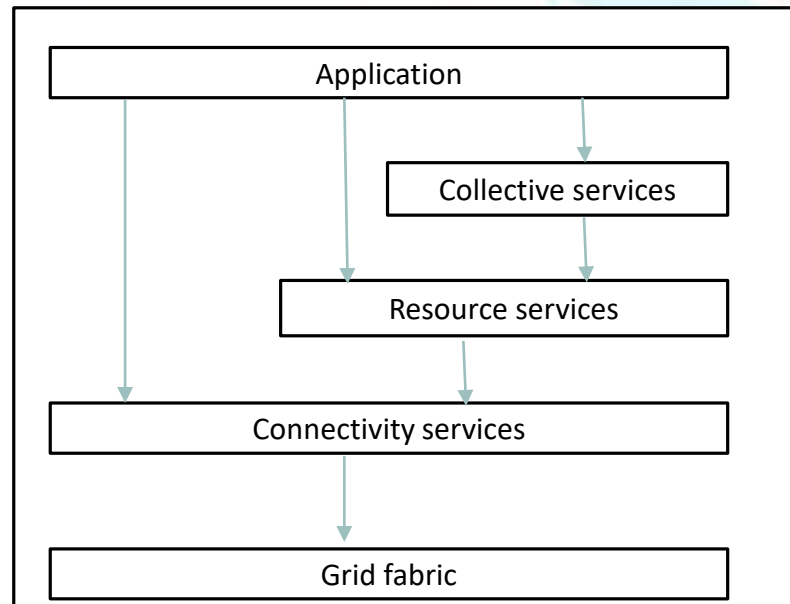 Application
Collective services
Resource services
Connectivity services
Grid fabric